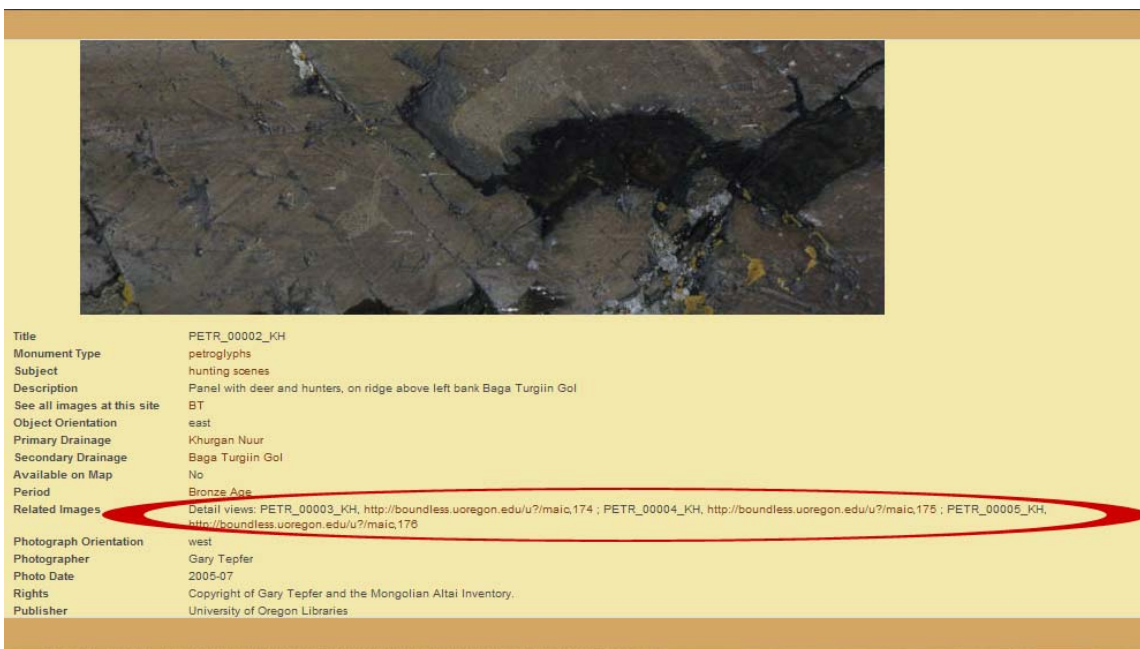 Title PETR_00002_KH
Monument Type petroglyphs
Subject hunting scenes
Description Panel with deer and hunters, on ridge above left bank Baga Turgiin Gol
See all images at this site BT
Object Orientation east
Primary Drainage Khurgan Nuur
Secondary Drainage Baga Turgiin Gol
Available on Map No
Period Bronze Age
Related Images Detail views: PETR_00003_KH, http://boundless.uoregon.edu/u?/maic,174 ; PETR_00004_KH, http://boundless.uoregon.edu/u?/maic,175 ; PETR_00005_KH,
http://boundless.uoregon.edu/u?/maic,176
Photograph Orientation west
Photographer Gary Tepfer
Photo Date 2005-07
Rights Copyright of Gary Tepfer and the Mongolian Altai Inventory.
Publisher University of Oregon Libraries